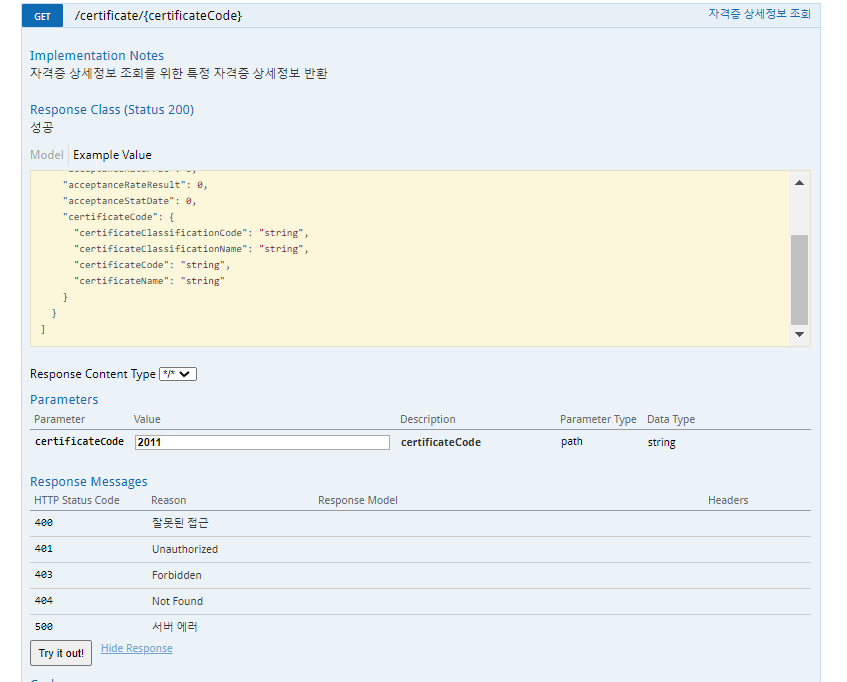 GET /certificate/{certificateCode} 자격증 상세정보 조회
Implementation Notes
자격증 상세정보 조회를 위한 특정 자격증 상세정보 반환
Response Class (Status 200)
성공
Model Example Value
"acceptanceRateResult": 0,
"acceptanceStatDate": 0,
"certificateCode": {
"certificateClassificationCode": "string",
"certificateClassificationName": "string",
"certificateCode": "string",
"certificateName": "string"
}
}
]
Response Content Type */*
Parameters
Parameter Value Description Parameter Type Data Type
certificateCode 2011 certificateCode path string
Response Messages
HTTP Status Code Reason Response Model Headers
400 잘못된 접근
401 Unauthorized
403 Forbidden
404 Not Found
500 서버 에러
Try it out! Hide Response